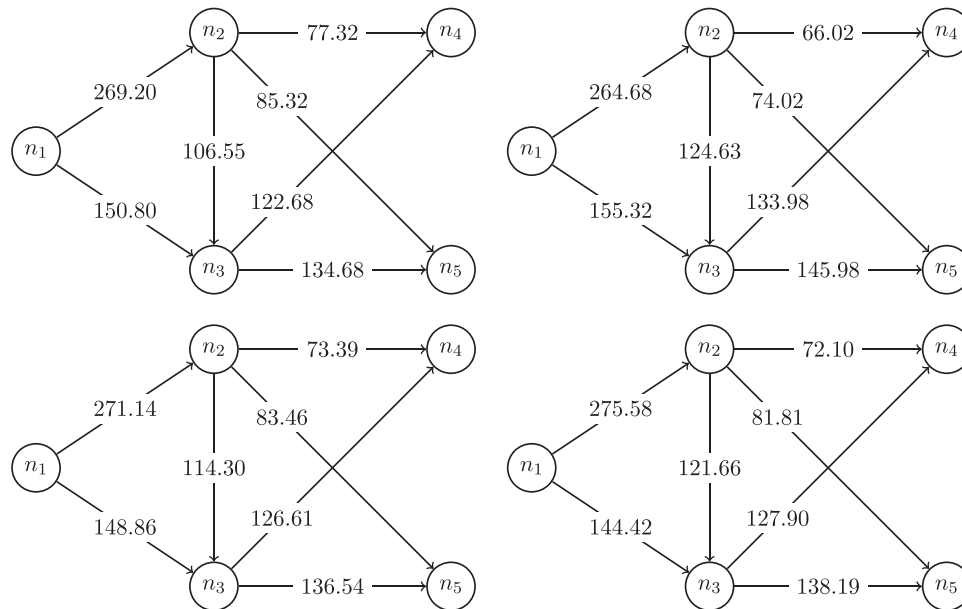 n2 77.32 n4
269.20 85.32
n1 106.55
150.80 122.68
n3 134.68 n5
n2 66.02 n4
264.68 74.02
n1 124.63
155.32 133.98
n3 145.98 n5
n2 73.39 n4
271.14 83.46
n1 114.30
148.86 126.61
n3 136.54 n5
n2 72.10 n4
275.58 81.81
n1 121.66
144.42 127.90
n3 138.19 n5